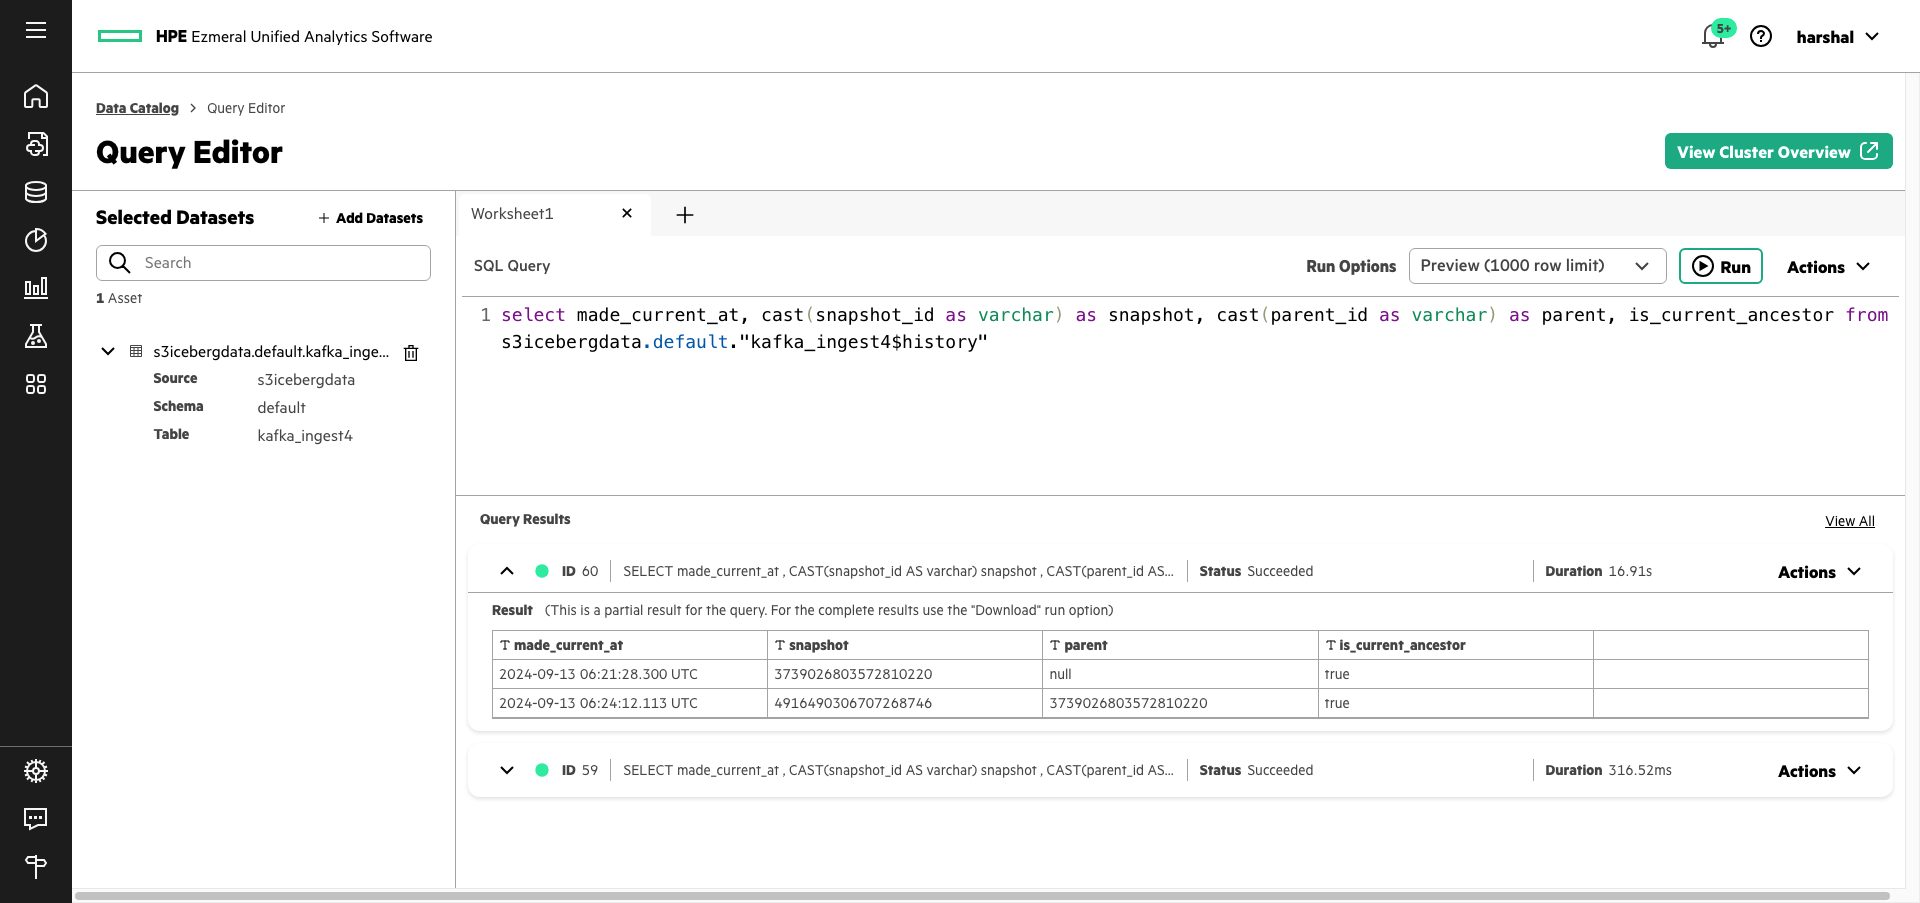 HPE Ezmeral Unified Analytics Software
5+
harshal
Data Catalog > Query Editor
Query Editor
View Cluster Overview
Selected Datasets
+ Add Datasets
Search
1 Asset
s3icebergdata.default.kafka_inge...
Source s3icebergdata
Schema default
Table kafka_ingest4
Worksheet1
SQL Query
Run Options Preview (1000 row limit) Run Actions
1 select made_current_at, cast(snapshot_id as varchar) as snapshot, cast(parent_id as varchar) as parent, is_current_ancestor from
s3icebergdata.default."kafka_ingest4$history"
Query Results
View All
ID 60 SELECT made_current_at , CAST(snapshot_id AS varchar) snapshot , CAST(parent_id AS... Status Succeeded Duration 16.91s Actions
Result (This is a partial result for the query. For the complete results use the "Download" run option)
T made_current_at T snapshot T parent T is_current_ancestor
2024-09-13 06:21:28.300 UTC 3739026803572810220 null true
2024-09-13 06:24:12.113 UTC 4916490306707268746 3739026803572810220 true
ID 59 SELECT made_current_at , CAST(snapshot_id AS varchar) snapshot , CAST(parent_id AS... Status Succeeded Duration 316.52ms Actions